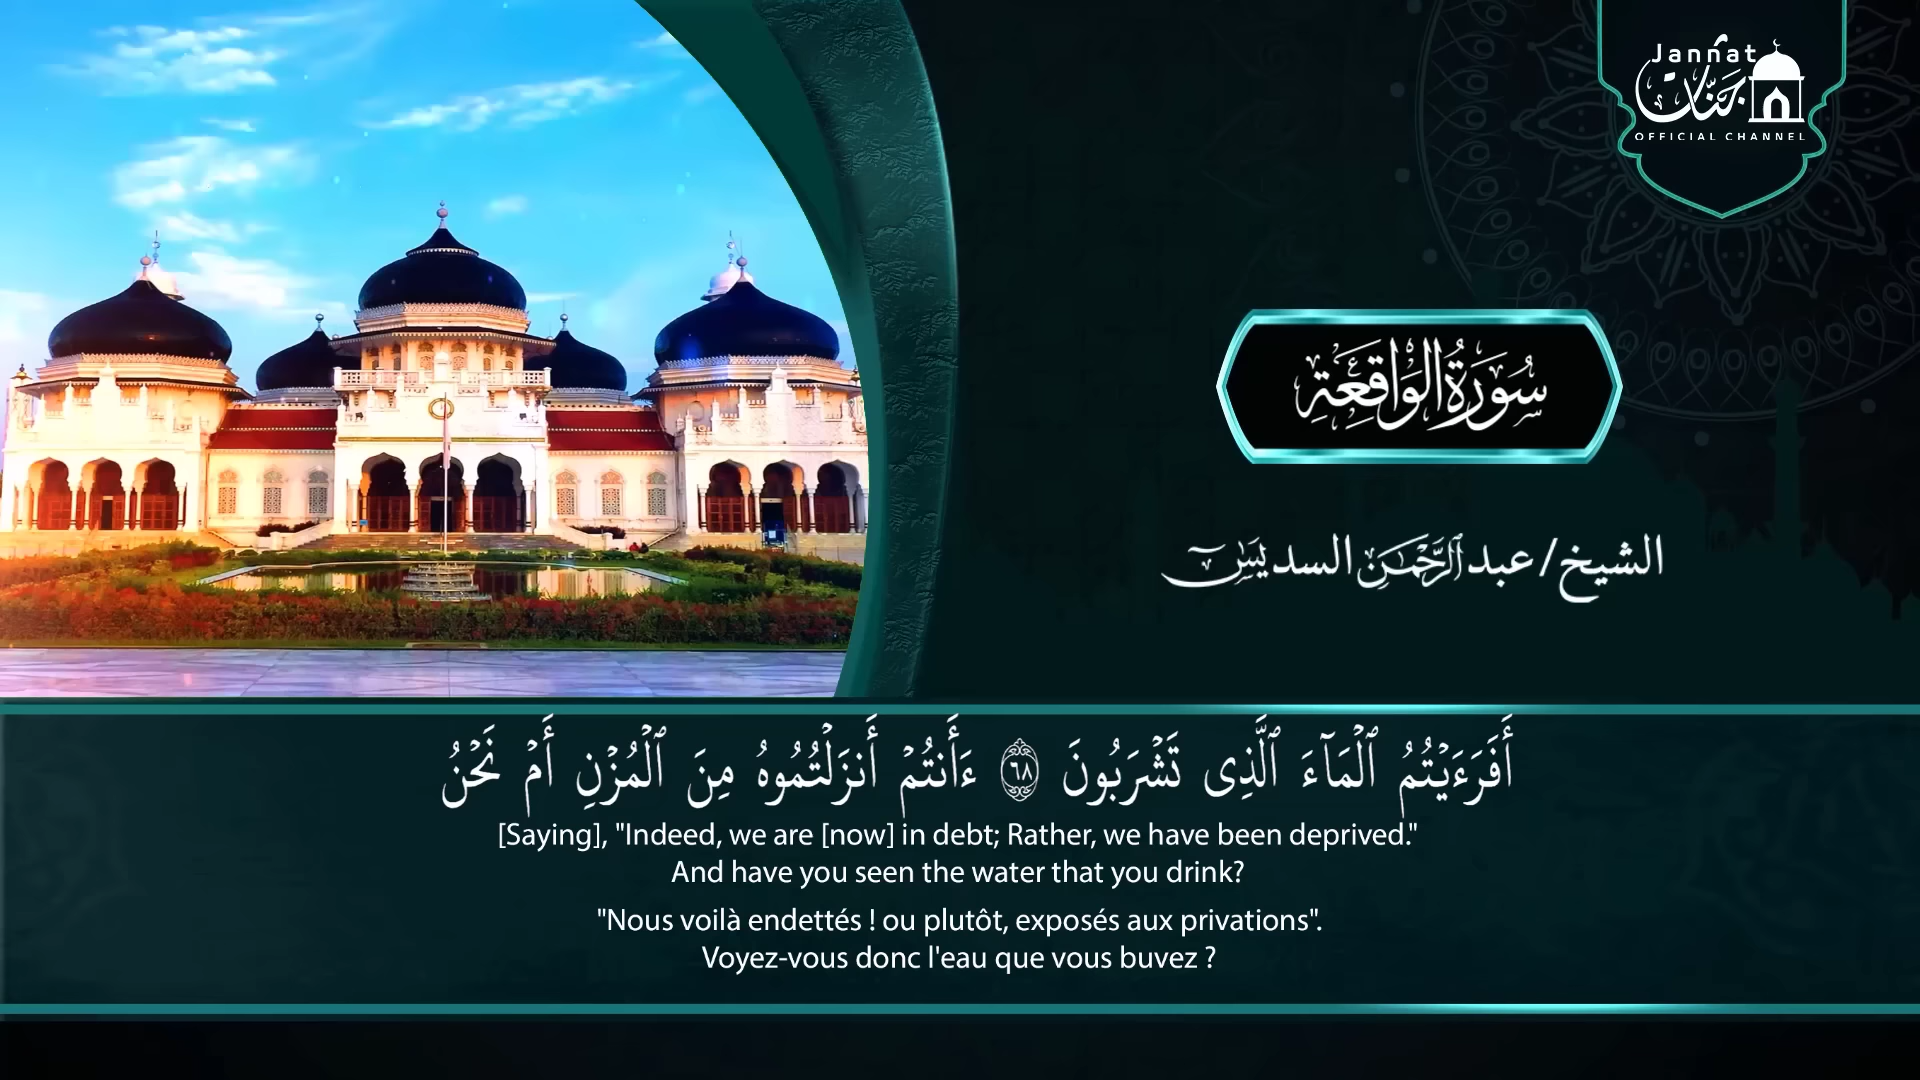 Jannat
جنات
OFFICIAL CHANNEL
سُورَةُ الوَاقِعَةِ
الشيخ / عبد الرَّحْمَٰن السديس
أَفَرَءَيْتُمُ ٱلْمَآءَ ٱلَّذِى تَشْرَبُونَ ٦٨ ءَأَنتُمْ أَنزَلْتُمُوهُ مِنَ ٱلْمُزْنِ أَمْ نَحْنُ
[Saying], "Indeed, we are [now] in debt; Rather, we have been deprived."
And have you seen the water that you drink?
"Nous voilà endettés ! ou plutôt, exposés aux privations".
Voyez-vous donc l'eau que vous buvez ?